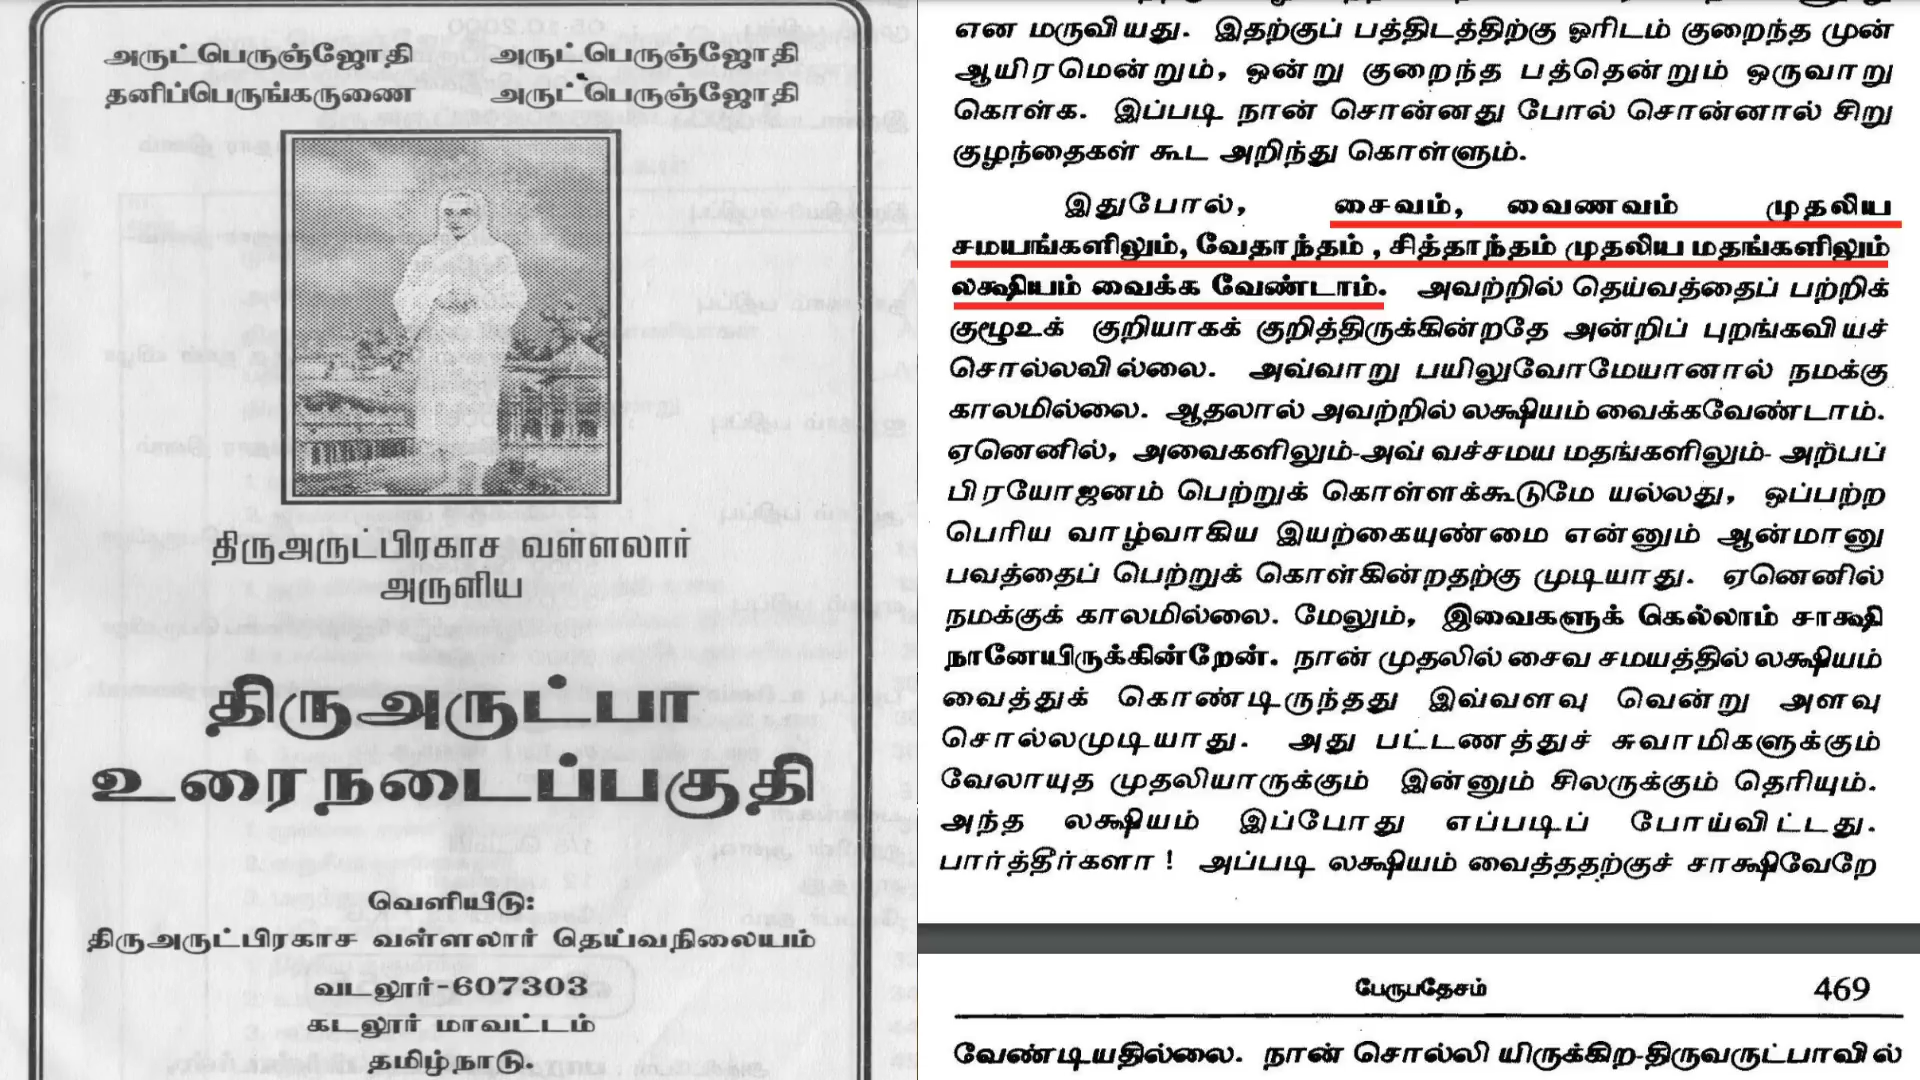 அருட்பெருஞ்ஜோதி அருட்பெருஞ்ஜோதி
தனிப்பெருங்கருணை அருட்பெருஞ்ஜோதி
திருஅருட்பிரகாச வள்ளலார்
அருளிய
திருஅருட்பா
உரைநடைப்பகுதி
வெளியீடு:
திருஅருட்பிரகாச வள்ளலார் தெய்வநிலையம்
வடலூர்-607303
கடலூர் மாவட்டம்
தமிழ்நாடு.
என மருவியது. இதற்குப் பத்திடத்திற்கு ஓரிடம் குறைந்த முன்
ஆயிரமென்றும், ஒன்று குறைந்த பத்தென்றும் ஒருவாறு
கொள்க. இப்படி நான் சொன்னது போல் சொன்னால் சிறு
குழந்தைகள் கூட அறிந்து கொள்ளும்.
இதுபோல், சைவம், வைணவம் முதலிய
சமயங்களிலும், வேதாந்தம் , சித்தாந்தம் முதலிய மதங்களிலும்
லக்ஷியம் வைக்க வேண்டாம். அவற்றில் தெய்வத்தைப் பற்றிக்
குழூஉக் குறியாகக் குறித்திருக்கின்றதே அன்றிப் புறங்கவியச்
சொல்லவில்லை. அவ்வாறு பயிலுவோமேயானால் நமக்கு
காலமில்லை. ஆதலால் அவற்றில் லக்ஷியம் வைக்கவேண்டாம்.
ஏனெனில், அவைகளிலும்-அவ் வச்சமய மதங்களிலும்- அற்பப்
பிரயோஜனம் பெற்றுக் கொள்ளக்கூடுமே யல்லது, ஒப்பற்ற
பெரிய வாழ்வாகிய இயற்கையுண்மை என்னும் ஆன்மானு
பவத்தைப் பெற்றுக் கொள்கின்றதற்கு முடியாது. ஏனெனில்
நமக்குக் காலமில்லை. மேலும், இவைகளுக் கெல்லாம் சாக்ஷி
நானேயிருக்கின்றேன். நான் முதலில் சைவ சமயத்தில் லக்ஷியம்
வைத்துக் கொண்டிருந்தது இவ்வளவு வென்று அளவு
சொல்லமுடியாது. அது பட்டணத்துச் சுவாமிகளுக்கும்
வேலாயுத முதலியாருக்கும் இன்னும் சிலருக்கும் தெரியும்.
அந்த லக்ஷியம் இப்போது எப்படிப் போய்விட்டது.
பார்த்தீர்களா ! அப்படி லக்ஷியம் வைத்ததற்குச் சாக்ஷிவேறே
பேருபதேசம் 469
வேண்டியதில்லை. நான் சொல்லி யிருக்கிற-திருவருட்பாவில்